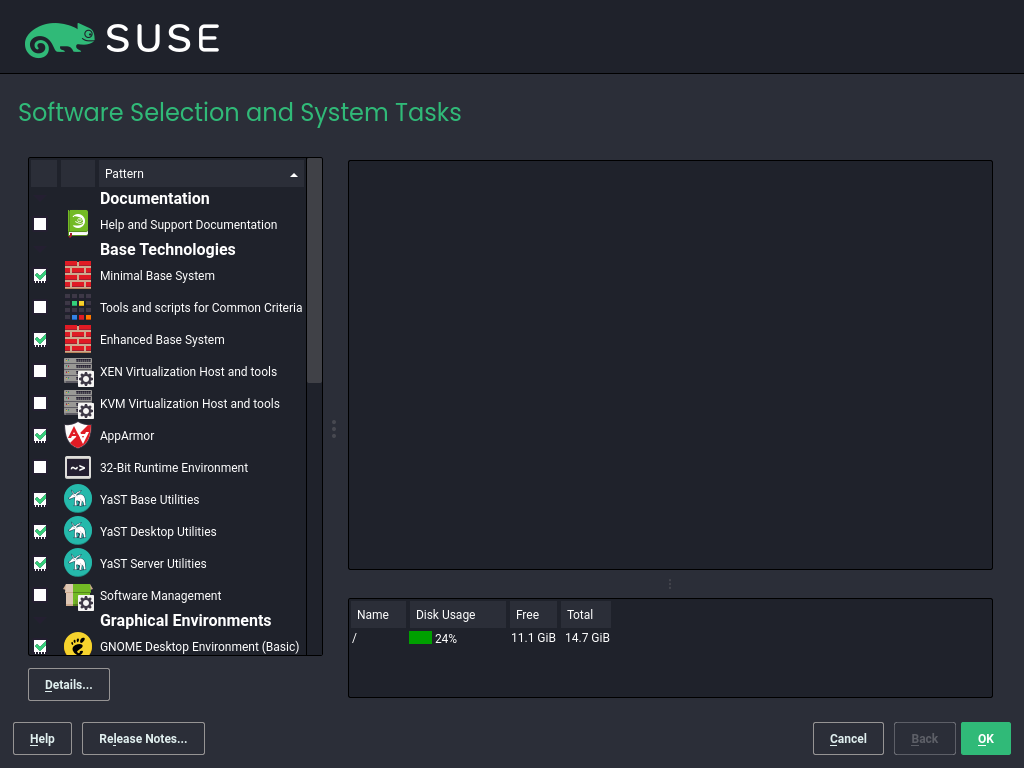 SUSE
Software Selection and System Tasks
Pattern
Documentation
Help and Support Documentation
Base Technologies
Minimal Base System
Tools and scripts for Common Criteria
Enhanced Base System
XEN Virtualization Host and tools
KVM Virtualization Host and tools
AppArmor
~> 32-Bit Runtime Environment
YaST Base Utilities
YaST Desktop Utilities
YaST Server Utilities
Software Management
Graphical Environments
GNOME Desktop Environment (Basic)
Name Disk Usage Free Total
/ 24% 11.1 GiB 14.7 GiB
Details...
Help Release Notes... Cancel Back OK